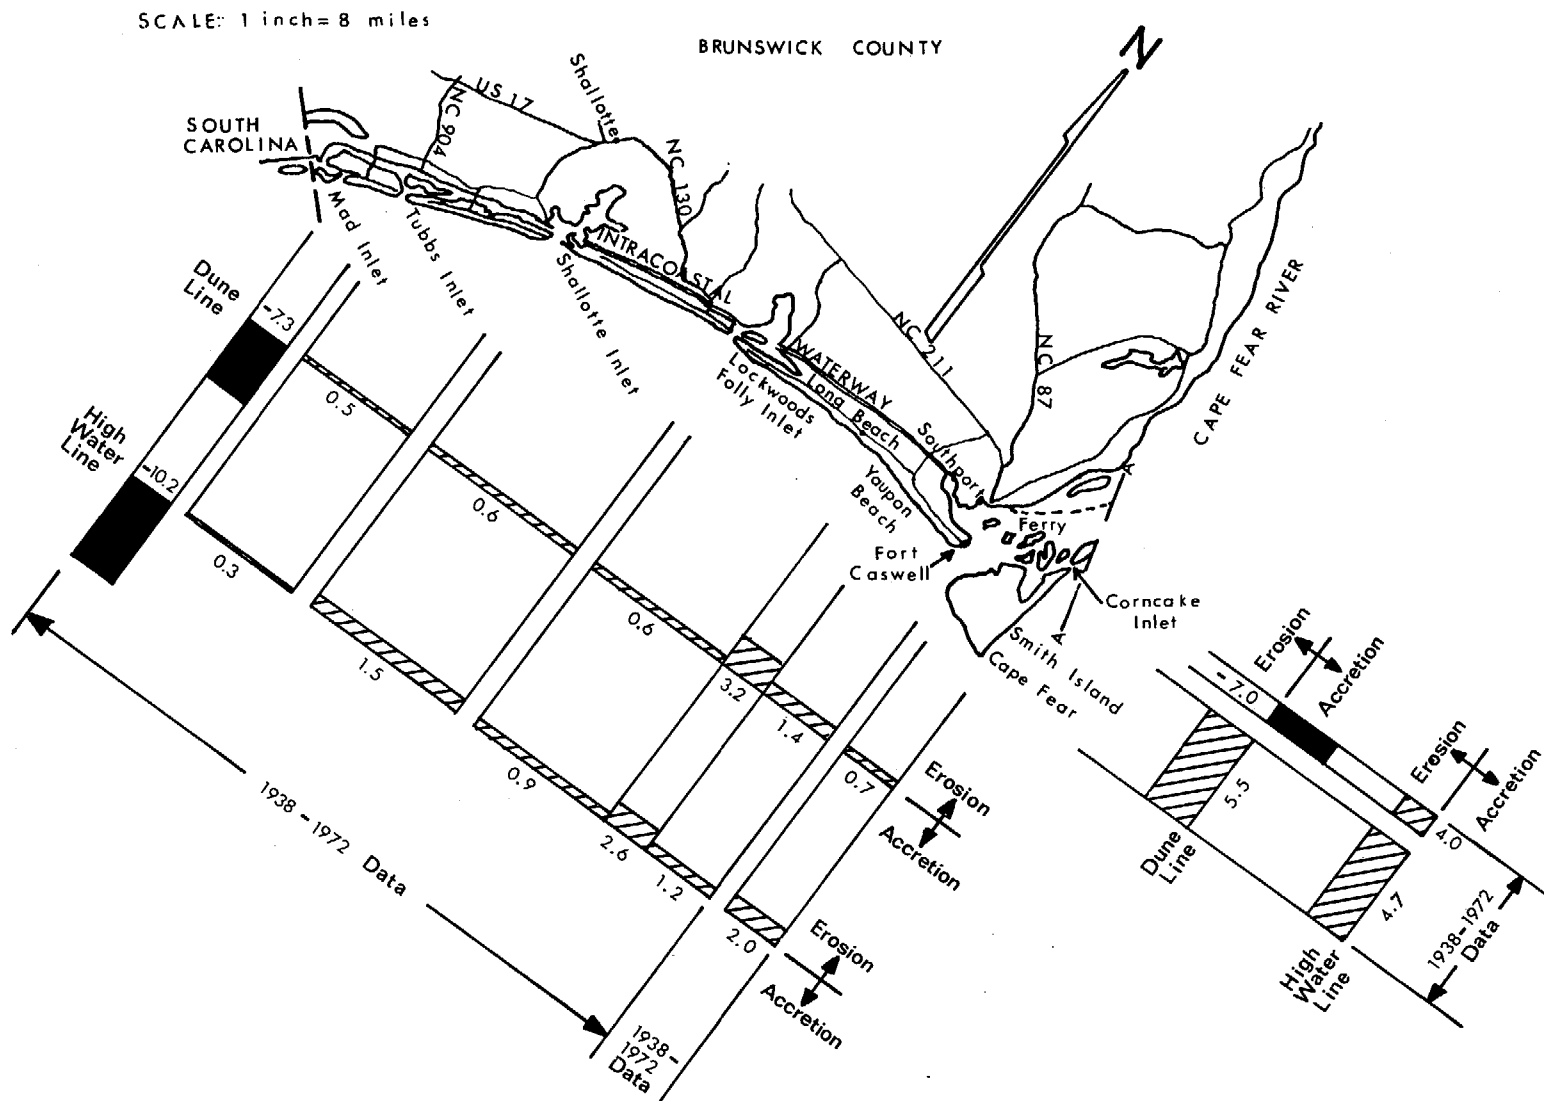 SCALE: 1 inch= 8 miles
BRUNSWICK COUNTY
N
SOUTH
CAROLINA
US 17
NC 904
Shallotte
NC 130
INTRACOASTAL
WATERWAY
NC 211
NC 87
CAPE FEAR RIVER
Mad Inlet
Tubbs Inlet
Shallotte Inlet
Lockwoods
Folly Inlet
Long Beach
Yaupon
Beach
Southport
Fort
Caswell
Ferry
Corncake
Inlet
Smith Island
Cape Fear
A
A
Dune
Line
-7.3
0.5
0.6
0.6
3.2
1.4
0.7
High
Water
Line
-10.2
0.3
1.5
0.9
2.6
1.2
2.0
Erosion
Accretion
Erosion
Accretion
1938-1972 Data
1938-
1972
Data
Erosion
Accretion
-7.0
Erosion
Accretion
4.0
5.5
Dune
Line
4.7
High
Water
Line
1938-1972
Data